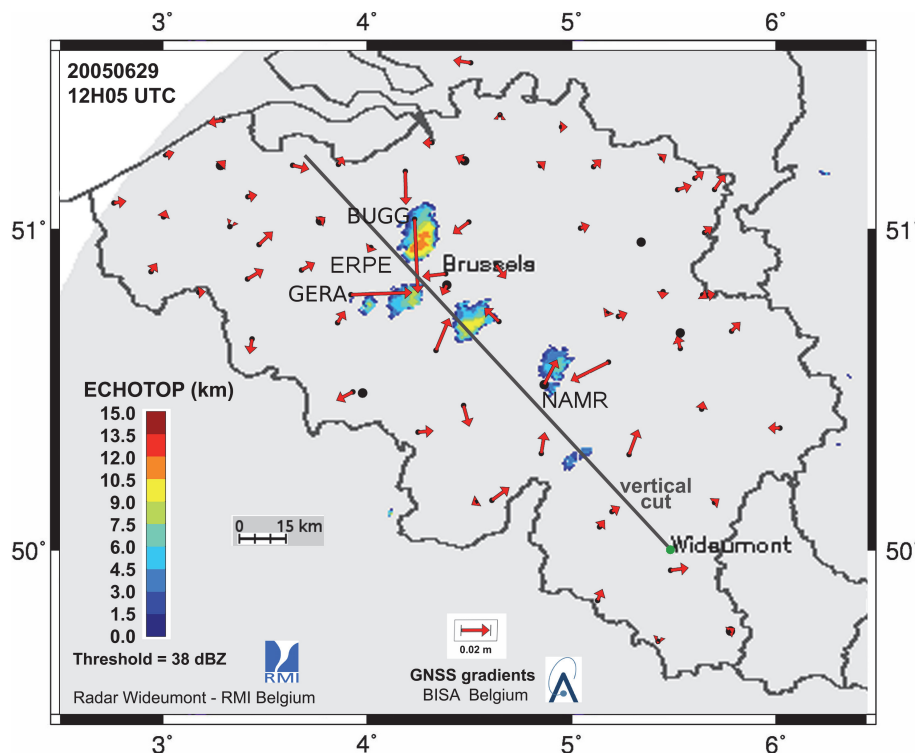 3° 4° 5° 6°
20050629
12H05 UTC
51° 51°
BUGG
ERPE Brussels
GERA
NAMR
ECHOTOP (km)
15.0
13.5
12.0
10.5
9.0
7.5
6.0
4.5
3.0
1.5
0.0
vertical
cut
0 15 km
50° 50°
Wideumont
Threshold = 38 dBZ
RMI
Radar Wideumont - RMI Belgium
0.02 m
GNSS gradients
BISA Belgium
3° 4° 5° 6°